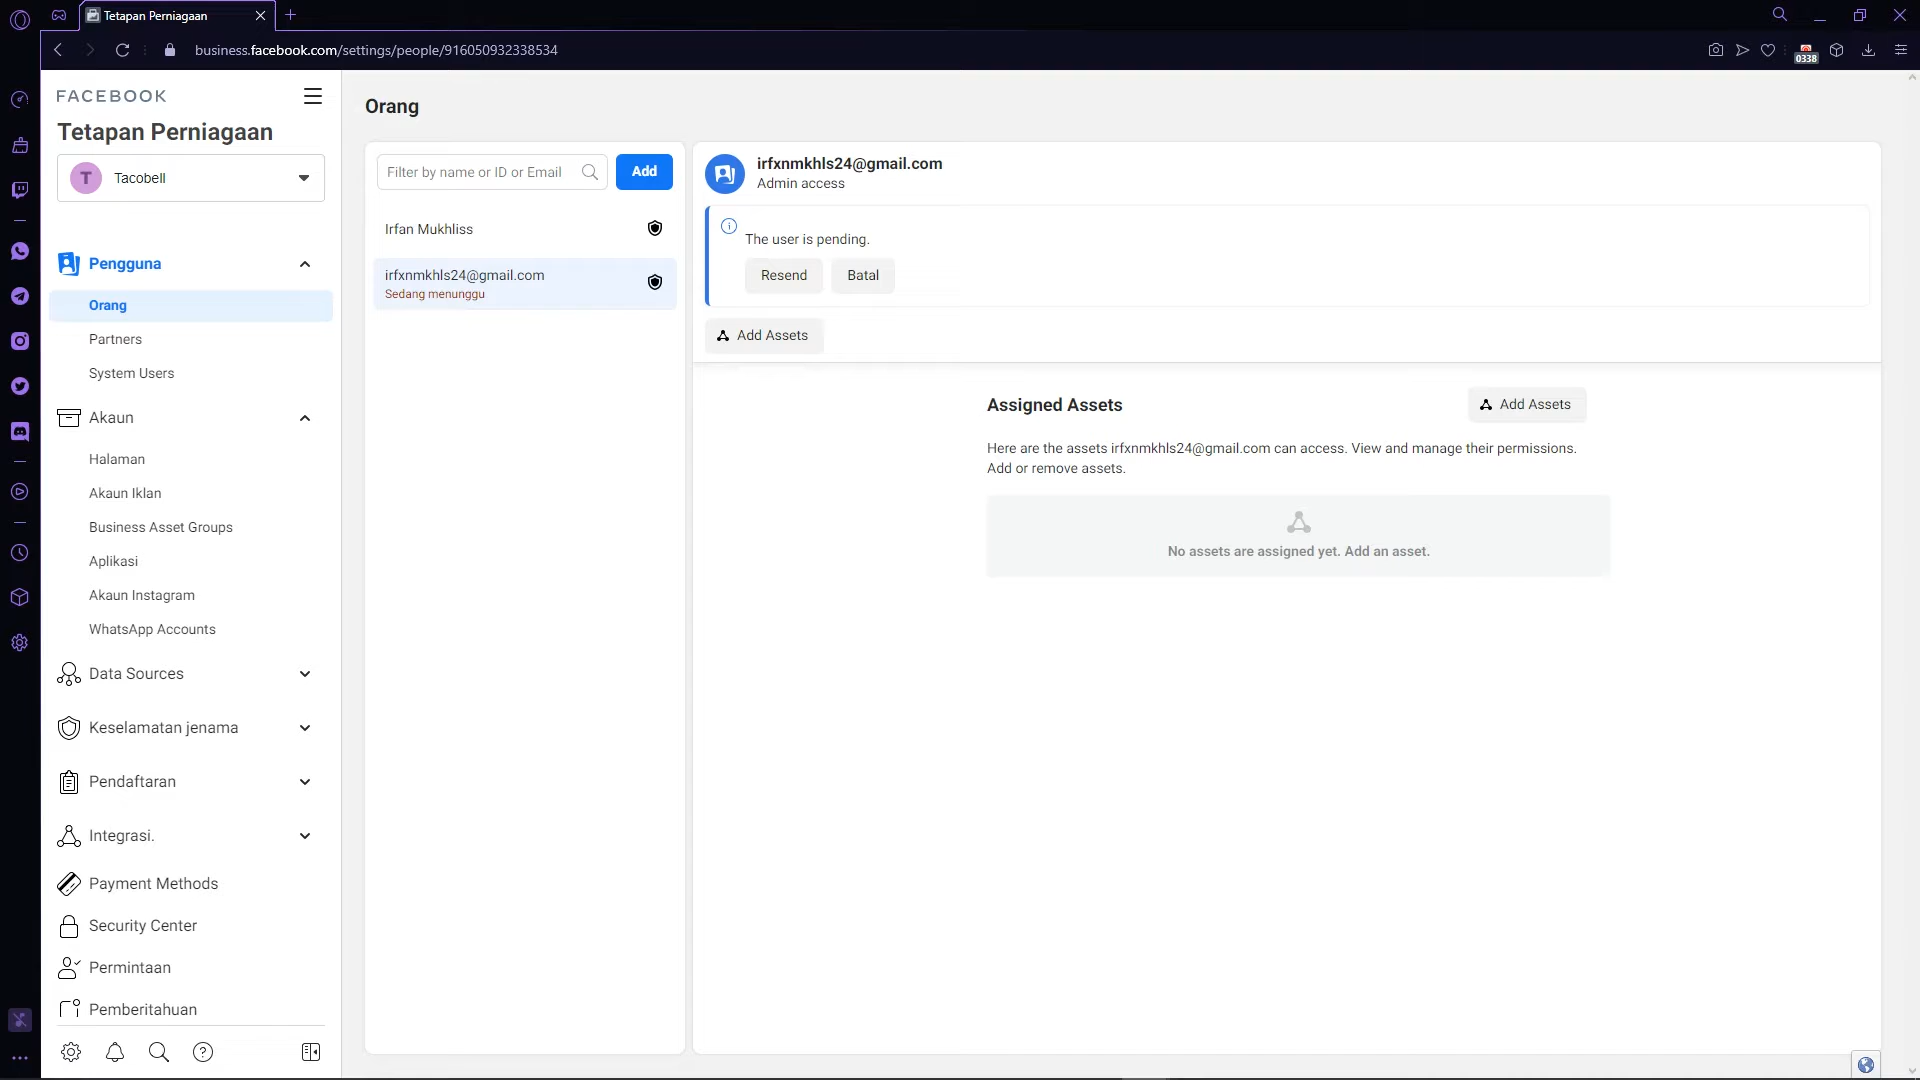 Tetapan Perniagaan
business.facebook.com/settings/people/916050932338534
0338
FACEBOOK
Tetapan Perniagaan
T
Tacobell
Pengguna
Orang
Partners
System Users
Akaun
Halaman
Akaun Iklan
Business Asset Groups
Aplikasi
Akaun Instagram
WhatsApp Accounts
Data Sources
Keselamatan jenama
Pendaftaran
Integrasi.
Payment Methods
Security Center
Permintaan
Pemberitahuan
Orang
Filter by name or ID or Email
Add
Irfan Mukhliss
irfxnmkhls24@gmail.com
Sedang menunggu
irfxnmkhls24@gmail.com
Admin access
The user is pending.
Resend
Batal
Add Assets
Assigned Assets
Add Assets
Here are the assets irfxnmkhls24@gmail.com can access. View and manage their permissions.
Add or remove assets.
No assets are assigned yet. Add an asset.